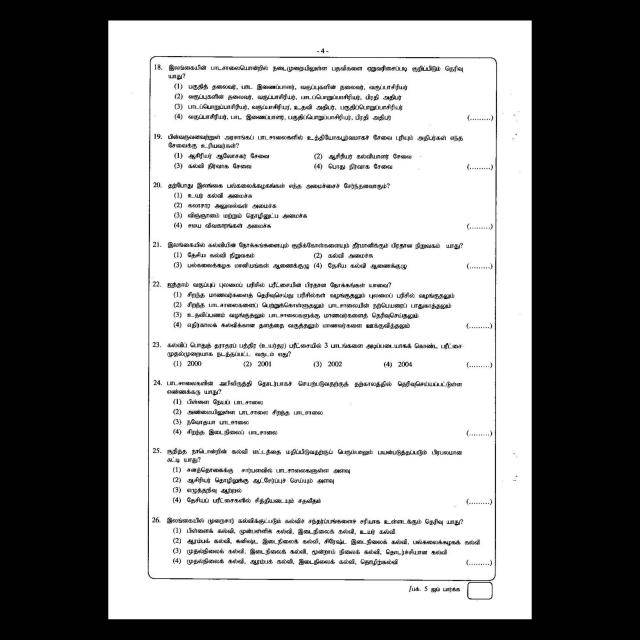 - 4 -
18. இலங்கையின் பாடசாலையொன்றில் நடைமுறையிலுள்ள பதவிகளை ஏறுவரிசைப்படி குறிப்பிடும் தெரிவு
யாது?
(1) பகுதித் தலைவர், பாட இணைப்பாளர், வகுப்புகளின் தலைவர், வகுப்பாசிரியர்
(2) வகுப்புகளின் தலைவர், வகுப்பாசிரியர், பாடப்பொறுப்பாசிரியர், பிரதி அதிபர்
(3) பாடப்பொறுப்பாசிரியர், வகுப்பாசிரியர், உதவி அதிபர், பகுதிப்பொறுப்பாசிரியர்
(4) வகுப்பாசிரியர், பாட இணைப்பாளர், பகுதிப்பொறுப்பாசிரியர், பிரதி அதிபர் (.........)
19. பின்வருவனவற்றுள் அரசாங்கப் பாடசாலைகளில் உத்தியோகபூர்வமாகச் சேவை புரியும் அதிபர்கள் எந்த
சேவைக்கு உரியவர்கள்?
(1) ஆசிரியர் ஆலோசகர் சேவை (2) ஆசிரியர் கல்வியாளர் சேவை
(3) கல்வி நிர்வாக சேவை (4) பொது நிர்வாக சேவை (.........)
20. தற்போது இலங்கை பல்கலைக்கழகங்கள் எந்த அமைச்சைச் சேர்ந்தவையாகும்?
(1) உயர் கல்வி அமைச்சு
(2) கலாசார அலுவல்கள் அமைச்சு
(3) விஞ்ஞானம் மற்றும் தொழினுட்ப அமைச்சு
(4) சமய விவகாரங்கள் அமைச்சு (.........)
21. இலங்கையில் கல்வியின் நோக்கங்களையும் குறிக்கோள்களையும் தீர்மானிக்கும் பிரதான நிறுவகம் யாது?
(1) தேசிய கல்வி நிறுவகம் (2) கல்வி அமைச்சு
(3) பல்கலைக்கழக மானியங்கள் ஆணைக்குழு (4) தேசிய கல்வி ஆணைக்குழு (.........)
22. ஐந்தாம் வகுப்புப் புலமைப் பரிசில் பரீட்சையின் பிரதான நோக்கங்கள் யாவை?
(1) சிறந்த மாணவர்களைத் தெரிவுசெய்து பரிசில்கள் வழங்குதலும் புலமைப் பரிசில் வழங்குதலும்
(2) சிறந்த பாடசாலைகளைப் பெற்றுக்கொள்ளுதலும் பாடசாலையின் நற்பெயரைப் பாதுகாத்தலும்
(3) உதவிப்பணம் வழங்குதலும் பாடசாலைகளுக்கு மாணவர்களைத் தெரிவுசெய்தலும்
(4) எதிர்காலக் கல்விக்கான தளத்தை வகுத்தலும் மாணவர்களை ஊக்குவித்தலும் (.........)
23. கல்விப் பொதுத் தராதரப் பத்திர (உயர்தர) பரீட்சையில் 3 பாடங்களை அடிப்படையாகக் கொண்ட பரீட்சை
முதல்முறையாக நடத்தப்பட்ட வருடம் எது?
(1) 2000 (2) 2001 (3) 2002 (4) 2004 (.........)
24. பாடசாலைகளின் அபிவிருத்தி தொடர்பாகச் செயற்படுவதற்குத் தற்காலத்தில் தெரிவுசெய்யப்பட்டுள்ள
எண்ணக்கரு யாது?
(1) பிள்ளை நேயப் பாடசாலை
(2) அண்மையிலுள்ள பாடசாலை சிறந்த பாடசாலை
(3) நவோதயா பாடசாலை
(4) சிறந்த இடைநிலைப் பாடசாலை (.........)
25. குறித்த நாடொன்றின் கல்வி மட்டத்தை மதிப்பிடுவதற்குப் பெரும்பாலும் பயன்படுத்தப்படும் பிரபலமான
சுட்டி யாது?
(1) சனத்தொகைக்கு சார்பளவில் பாடசாலைகளுள்ள அளவு
(2) ஆசிரியர் தொழிலுக்கு ஆட்சேர்ப்புச் செய்யும் அளவு
(3) எழுத்தறிவு ஆற்றல்
(4) தேசியப் பரீட்சைகளில் சித்தியடையும் சதவீதம் (.........)
26. இலங்கையில் முறைசார் கல்விக்குட்படும் கல்விச் சந்தர்ப்பங்களைச் சரியாக உள்ளடக்கும் தெரிவு யாது?
(1) பிள்ளைக் கல்வி, முன்பள்ளிக் கல்வி, இடைநிலைக் கல்வி, உயர் கல்வி
(2) ஆரம்பக் கல்வி, கனிஷ்ட இடைநிலைக் கல்வி, சிரேஷ்ட இடைநிலைக் கல்வி, பல்கலைக்கழகக் கல்வி
(3) முதல்நிலைக் கல்வி, இடைநிலைக் கல்வி, மூன்றாம் நிலைக் கல்வி, தொடர்ச்சியான கல்வி
(4) முதல்நிலைக் கல்வி, ஆரம்பக் கல்வி, இடைநிலைக் கல்வி, தொழிற்கல்வி (.........)
/பக். 5 ஐப் பார்க்க